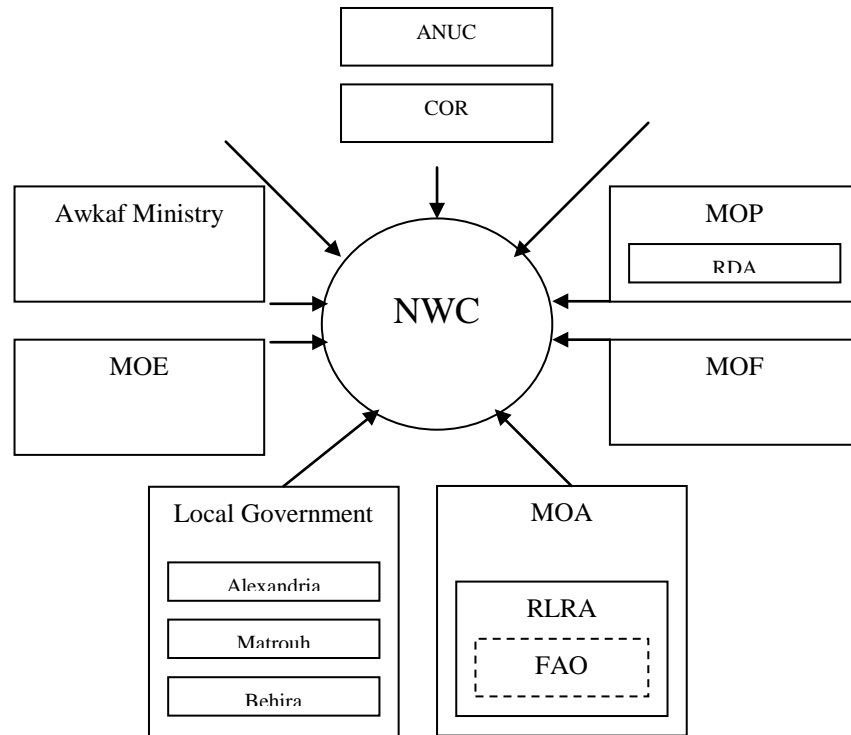 ANUC
COR
Awkaf Ministry
MOP
RDA
NWC
MOE
MOF
Local Government
MOA
Alexandria
Matrouh
Behira
RLRA
FAO